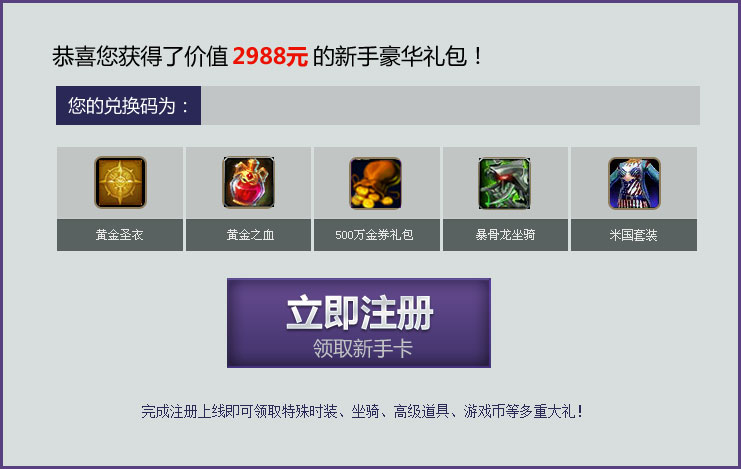 恭喜您获得了价值 2988元 的新手豪华礼包！
您的兑换码为：
黄金圣衣
黄金之血
500万金券礼包
暴骨龙坐骑
米国套装
立即注册
领取新手卡
完成注册上线即可领取特殊时装、坐骑、高级道具、游戏币等多重大礼！